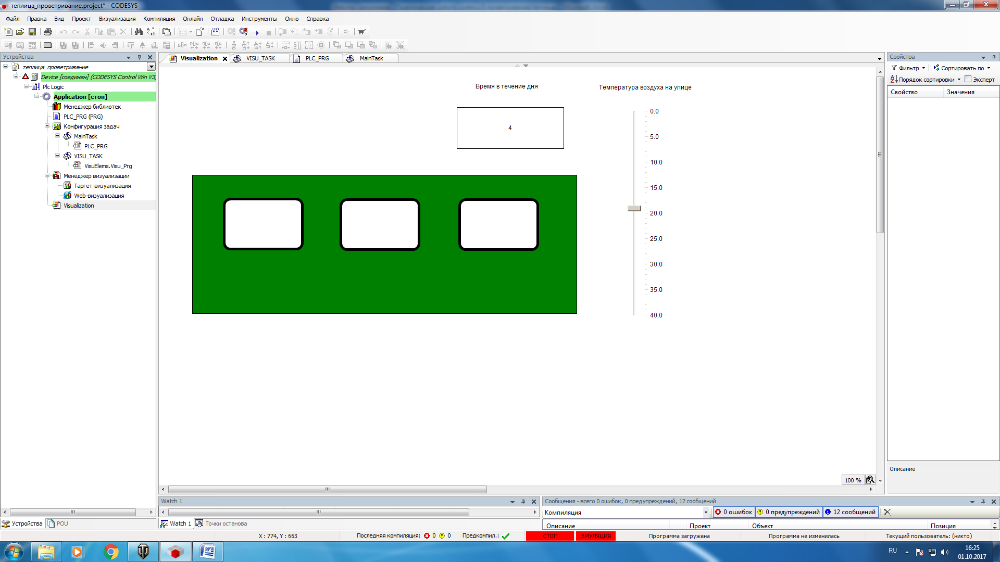 теплица_проветривание.project* - CODESYS
Файл Правка Вид Проект Визуализация Компиляция Онлайн Отладка Инструменты Окно Справка
Устройства
теплица_проветривание
Device [соединен] (CODESYS Control Win V3)
Plc Logic
Application [стоп]
Менеджер библиотек
PLC_PRG (PRG)
Конфигурация задач
MainTask
PLC_PRG
VISU_TASK
VisuElems.Visu_Prg
Менеджер визуализации
Таргет-визуализация
Web-визуализация
Visualization
Устройства POU
Visualization VISU_TASK PLC_PRG MainTask
Время в течение дня
4
Температура воздуха на улице
0.0
5.0
10.0
15.0
20.0
25.0
30.0
35.0
40.0
100 %
Свойства
Фильтр Сортировать по
Порядок сортировки Эксперт
Свойство Значения
Описание
Watch 1
Watch 1 Точки останова
Сообщения - всего 0 ошибок, 0 предупреждений, 12 сообщений
Компиляция 0 ошибок 0 предупреждений 12 сообщений
Описание Проект Объект Позиция
X : 774, Y : 663 Последняя компиляция: 0 0 Предкомпил.: СТОП ЭМУЛЯЦИЯ Программа загружена Программа не изменилась Текущий пользователь: (никто)
RU 16:25
01.10.2017